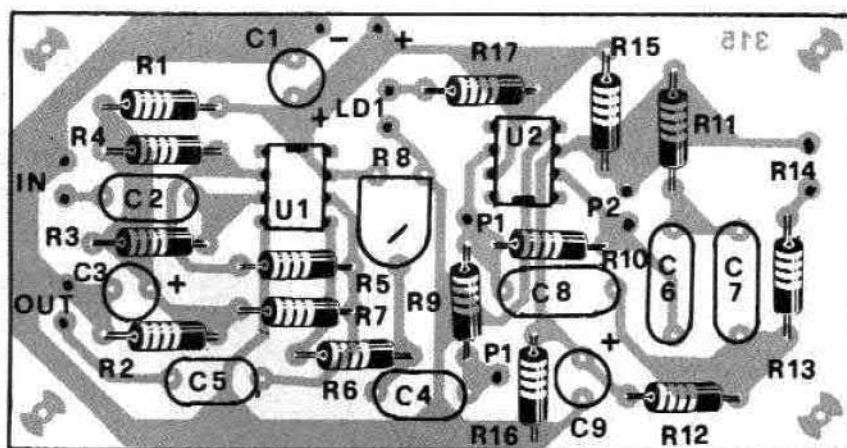 C1
-
+
315
R1
R17
R15
+
LD1
R4
U2
R11
R8
R14
IN
C2
U1
P1
P2
R3
C3
+
R5
R10
C8
C6
C7
OUT
R7
R9
+
R2
C5
R6
C4
P1
R13
R16
C9
R12